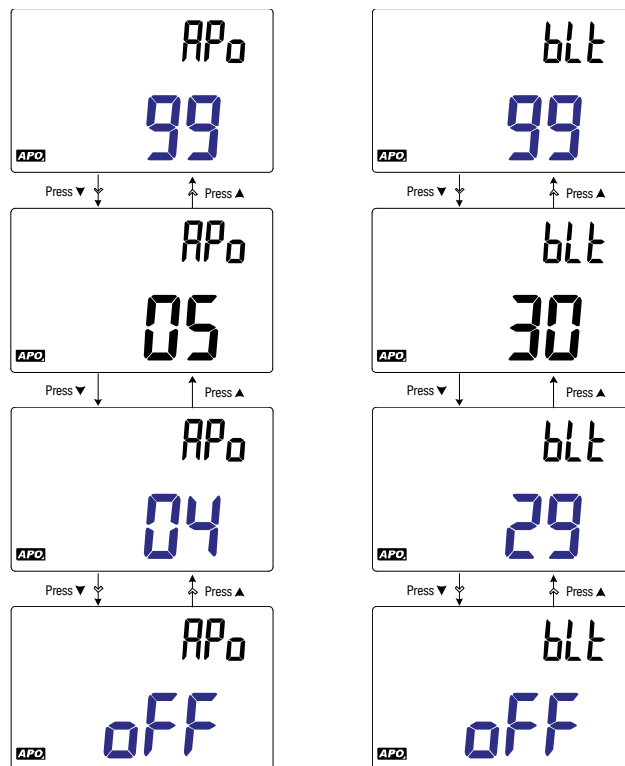 APo
99
APO
Press ▼
Press ▲
APo
05
APO
Press ▼
Press ▲
APo
04
APO
Press ▼
Press ▲
APo
oFF
APO
bLt
99
APO
Press ▼
Press ▲
bLt
30
APO
Press ▼
Press ▲
bLt
29
APO
Press ▼
Press ▲
bLt
oFF
APO